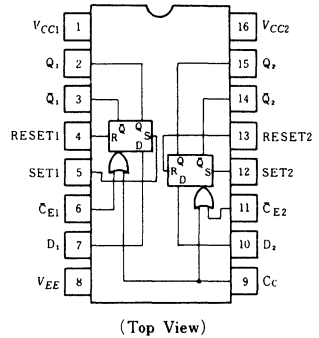 VCC1 1 16 VCC2
Q1 2 15 Q2
Q̄1 3 14 Q̄2
Q̄ Q
RESET1 4 R S 13 RESET2
D
Q Q̄
SET1 5 R S 12 SET2
D
C̄E1 6 11 C̄E2
D1 7 10 D2
VEE 8 9 CC
(Top View)